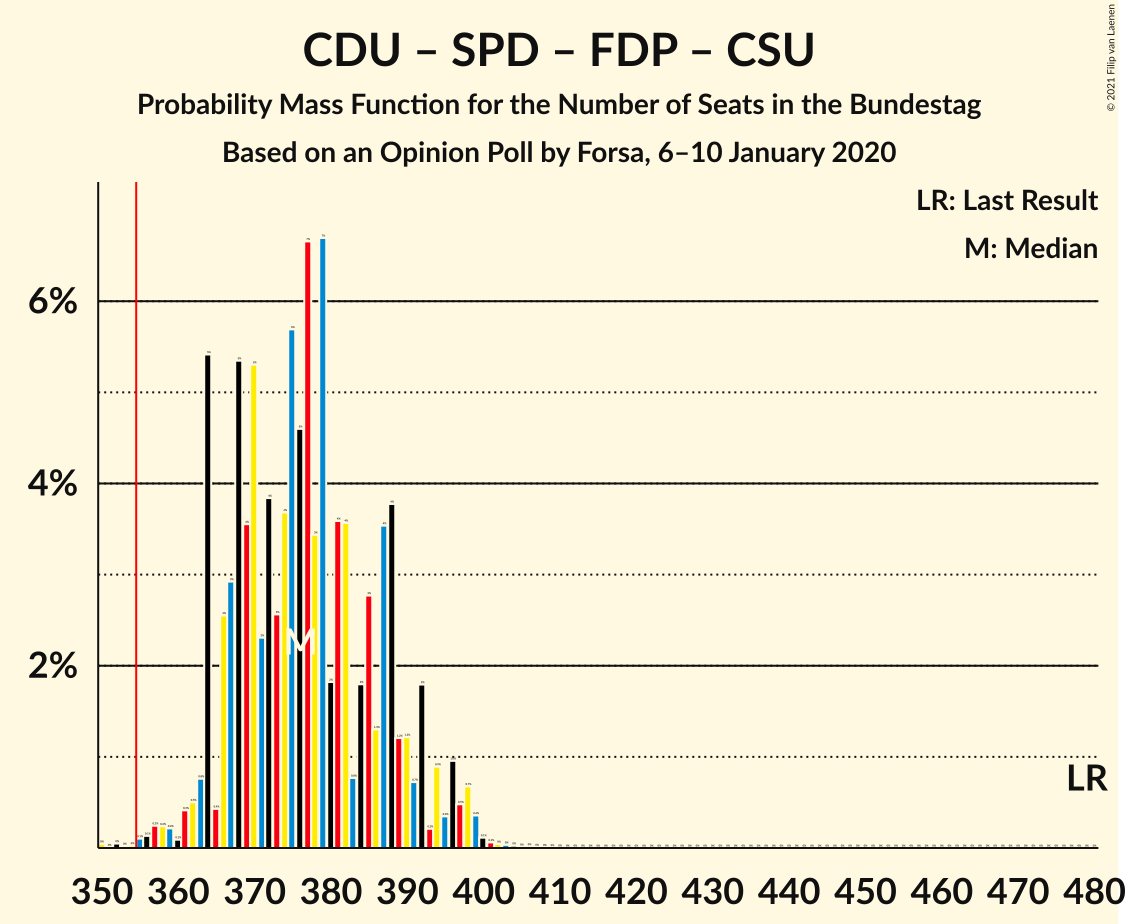 CDU – SPD – FDP – CSU
Probability Mass Function for the Number of Seats in the Bundestag
Based on an Opinion Poll by Forsa, 6–10 January 2020
© 2021 Filip van Laenen
LR: Last Result
M: Median
6%
4%
2%
M
LR
350 360 370 380 390 400 410 420 430 440 450 460 470 480